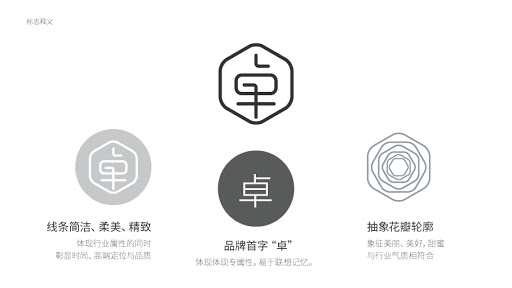 标志释义
卓
卓
卓
线条简洁、柔美、精致
体现行业属性的同时
彰显时尚、高端定位与品质
品牌首字“卓”
体现体现专属性，易于联想记忆。
抽象花瓣轮廓
象征美丽、美好，甜蜜
与行业气质相符合